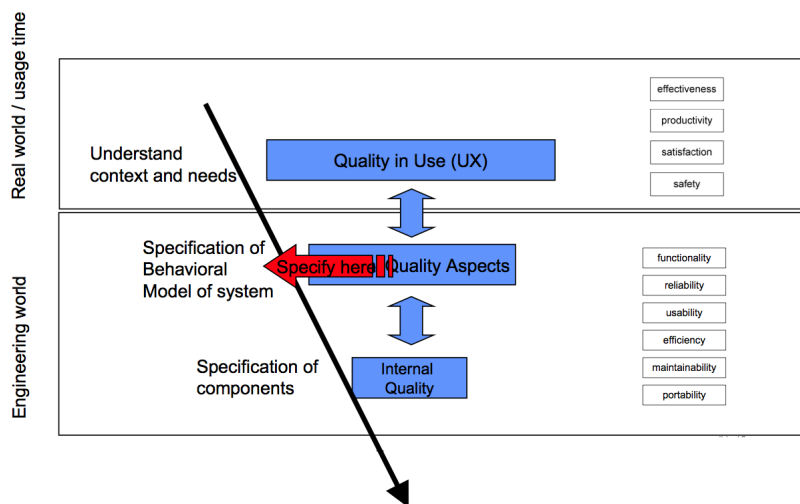 Real world / usage time
Understand
context and needs
Quality in Use (UX)
effectiveness
productivity
satisfaction
safety
Engineering world
Specification of
Behavioral
Model of system
Specify here
Quality Aspects
Specification of
components
Internal
Quality
functionality
reliability
usability
efficiency
maintainability
portability